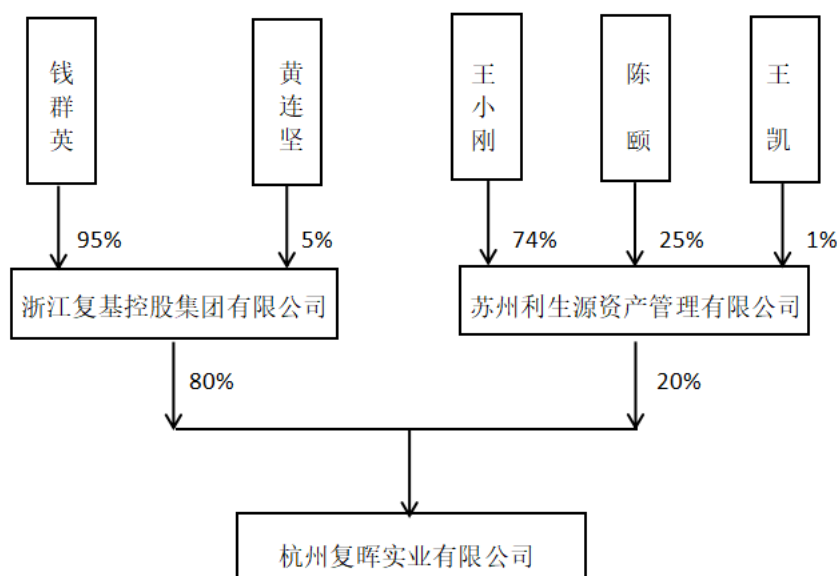 钱群英
黄连坚
王小刚
陈颐
王凯
95%
5%
74%
25%
1%
浙江复基控股集团有限公司
苏州利生源资产管理有限公司
80%
20%
杭州复晖实业有限公司